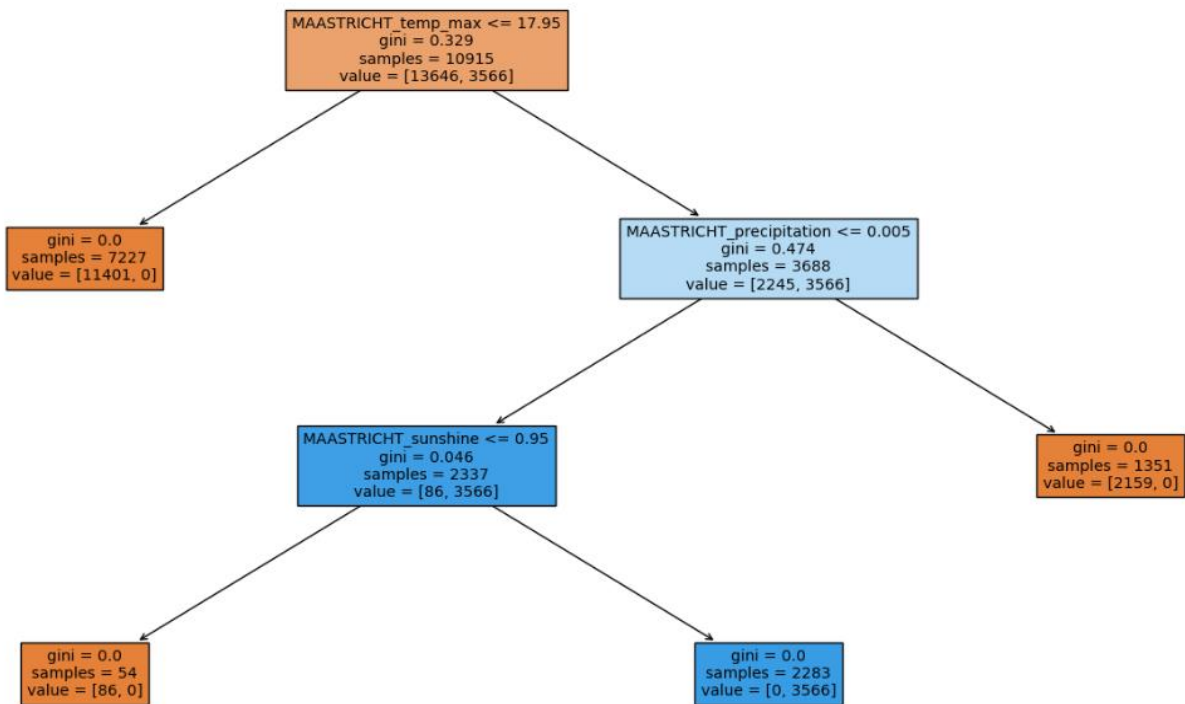 MAASTRICHT_temp_max <= 17.95
gini = 0.329
samples = 10915
value = [13646, 3566]
gini = 0.0
samples = 7227
value = [11401, 0]
MAASTRICHT_precipitation <= 0.005
gini = 0.474
samples = 3688
value = [2245, 3566]
MAASTRICHT_sunshine <= 0.95
gini = 0.046
samples = 2337
value = [86, 3566]
gini = 0.0
samples = 1351
value = [2159, 0]
gini = 0.0
samples = 54
value = [86, 0]
gini = 0.0
samples = 2283
value = [0, 3566]